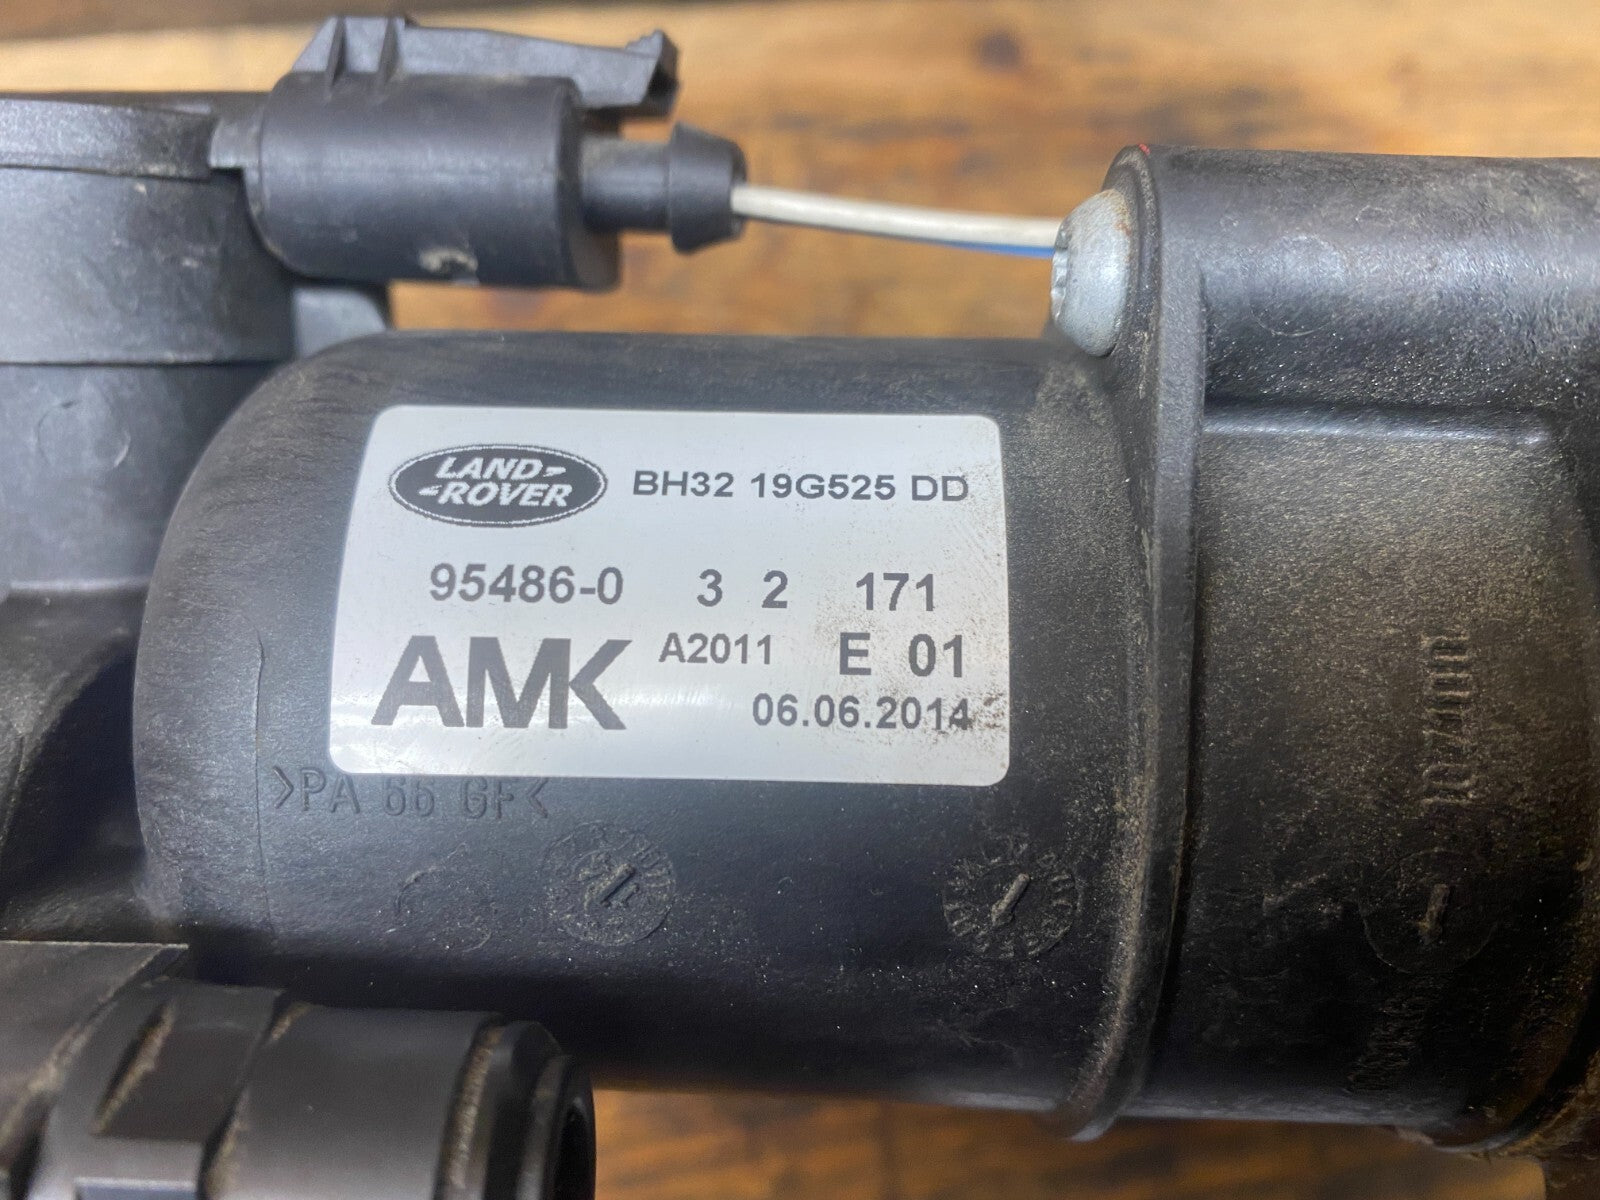 LAND-
-ROVER
BH32 19G525 DD
95486-0 3 2 171
AMK A2011 E 01
06.06.2014
>PA 66 GF<